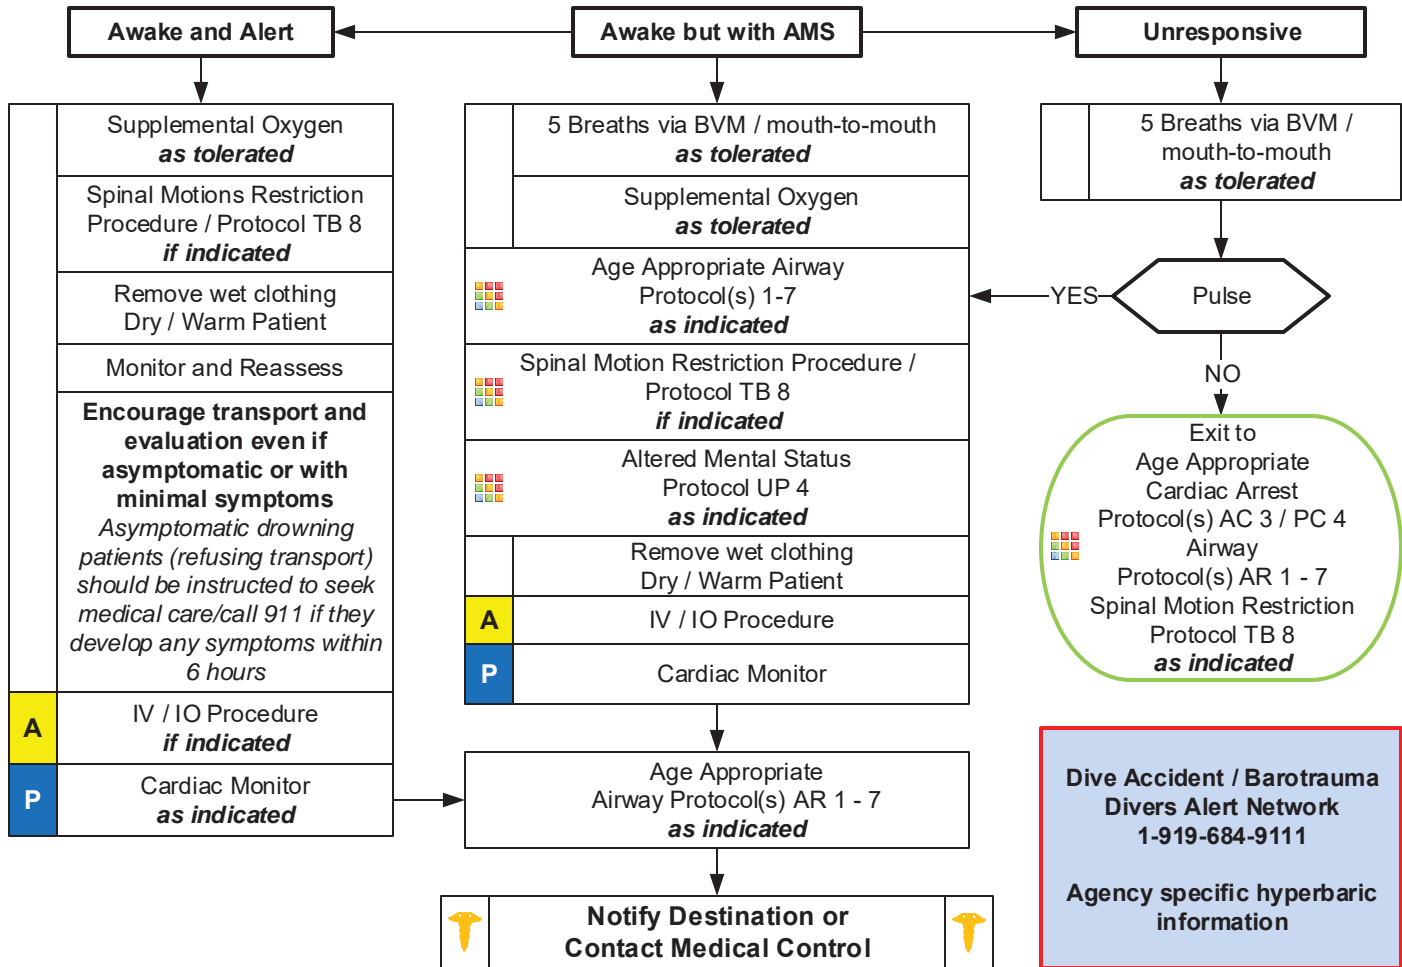 Awake and Alert
Awake but with AMS
Unresponsive
Supplemental Oxygen
as tolerated
Spinal Motions Restriction
Procedure / Protocol TB 8
if indicated
Remove wet clothing
Dry / Warm Patient
Monitor and Reassess
Encourage transport and
evaluation even if
asymptomatic or with
minimal symptoms
Asymptomatic drowning
patients (refusing transport)
should be instructed to seek
medical care/call 911 if they
develop any symptoms within
6 hours
A
IV / IO Procedure
if indicated
P
Cardiac Monitor
as indicated
5 Breaths via BVM / mouth-to-mouth
as tolerated
Supplemental Oxygen
as tolerated
Age Appropriate Airway
Protocol(s) 1-7
as indicated
Spinal Motion Restriction Procedure /
Protocol TB 8
if indicated
Altered Mental Status
Protocol UP 4
as indicated
Remove wet clothing
Dry / Warm Patient
A
IV / IO Procedure
P
Cardiac Monitor
Age Appropriate
Airway Protocol(s) AR 1 - 7
as indicated
Notify Destination or
Contact Medical Control
5 Breaths via BVM /
mouth-to-mouth
as tolerated
YES
Pulse
NO
Exit to
Age Appropriate
Cardiac Arrest
Protocol(s) AC 3 / PC 4
Airway
Protocol(s) AR 1 - 7
Spinal Motion Restriction
Protocol TB 8
as indicated
Dive Accident / Barotrauma
Divers Alert Network
1-919-684-9111
Agency specific hyperbaric
information